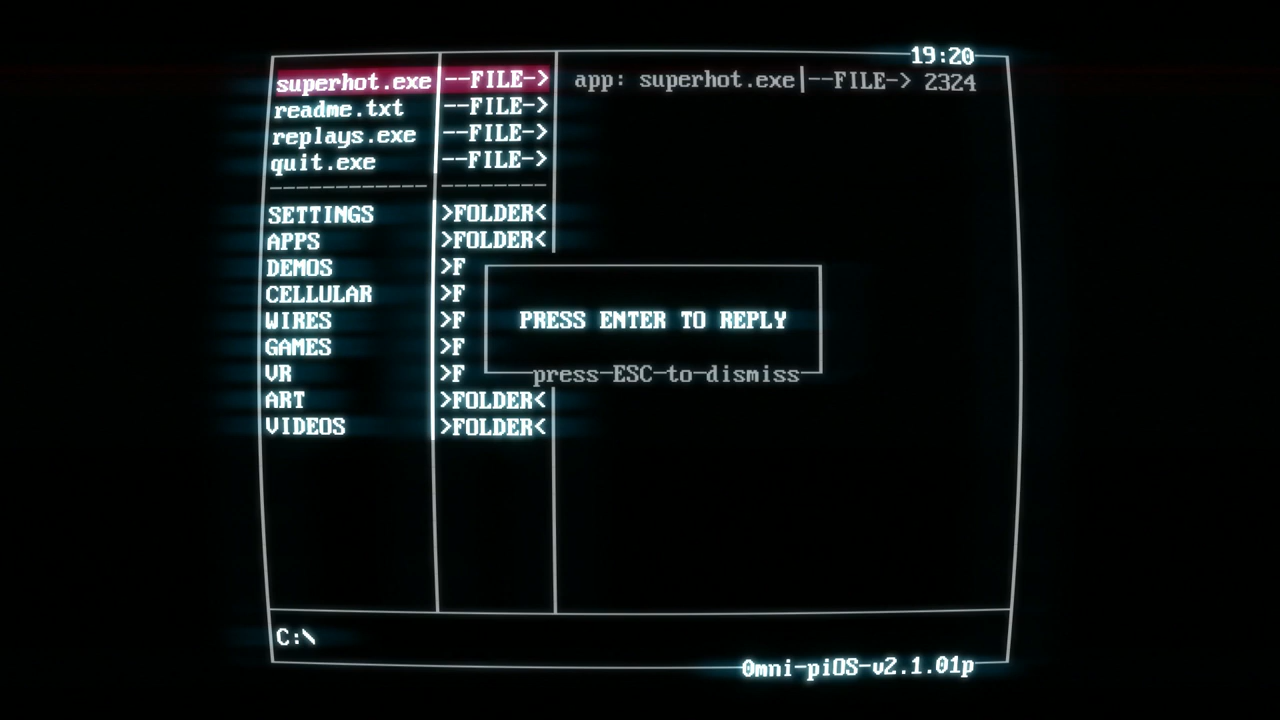 19:20
superhot.exe --FILE-> app: superhot.exe|--FILE-> 2324
readme.txt --FILE->
replays.exe --FILE->
quit.exe --FILE->
------------ --------
SETTINGS >FOLDER<
APPS >FOLDER<
DEMOS >F
CELLULAR >F
WIRES >F
GAMES >F
VR >F
ART >FOLDER<
VIDEOS >FOLDER<
PRESS ENTER TO REPLY
press-ESC-to-dismiss
C:\
0mni-piOS-v2.1.01p